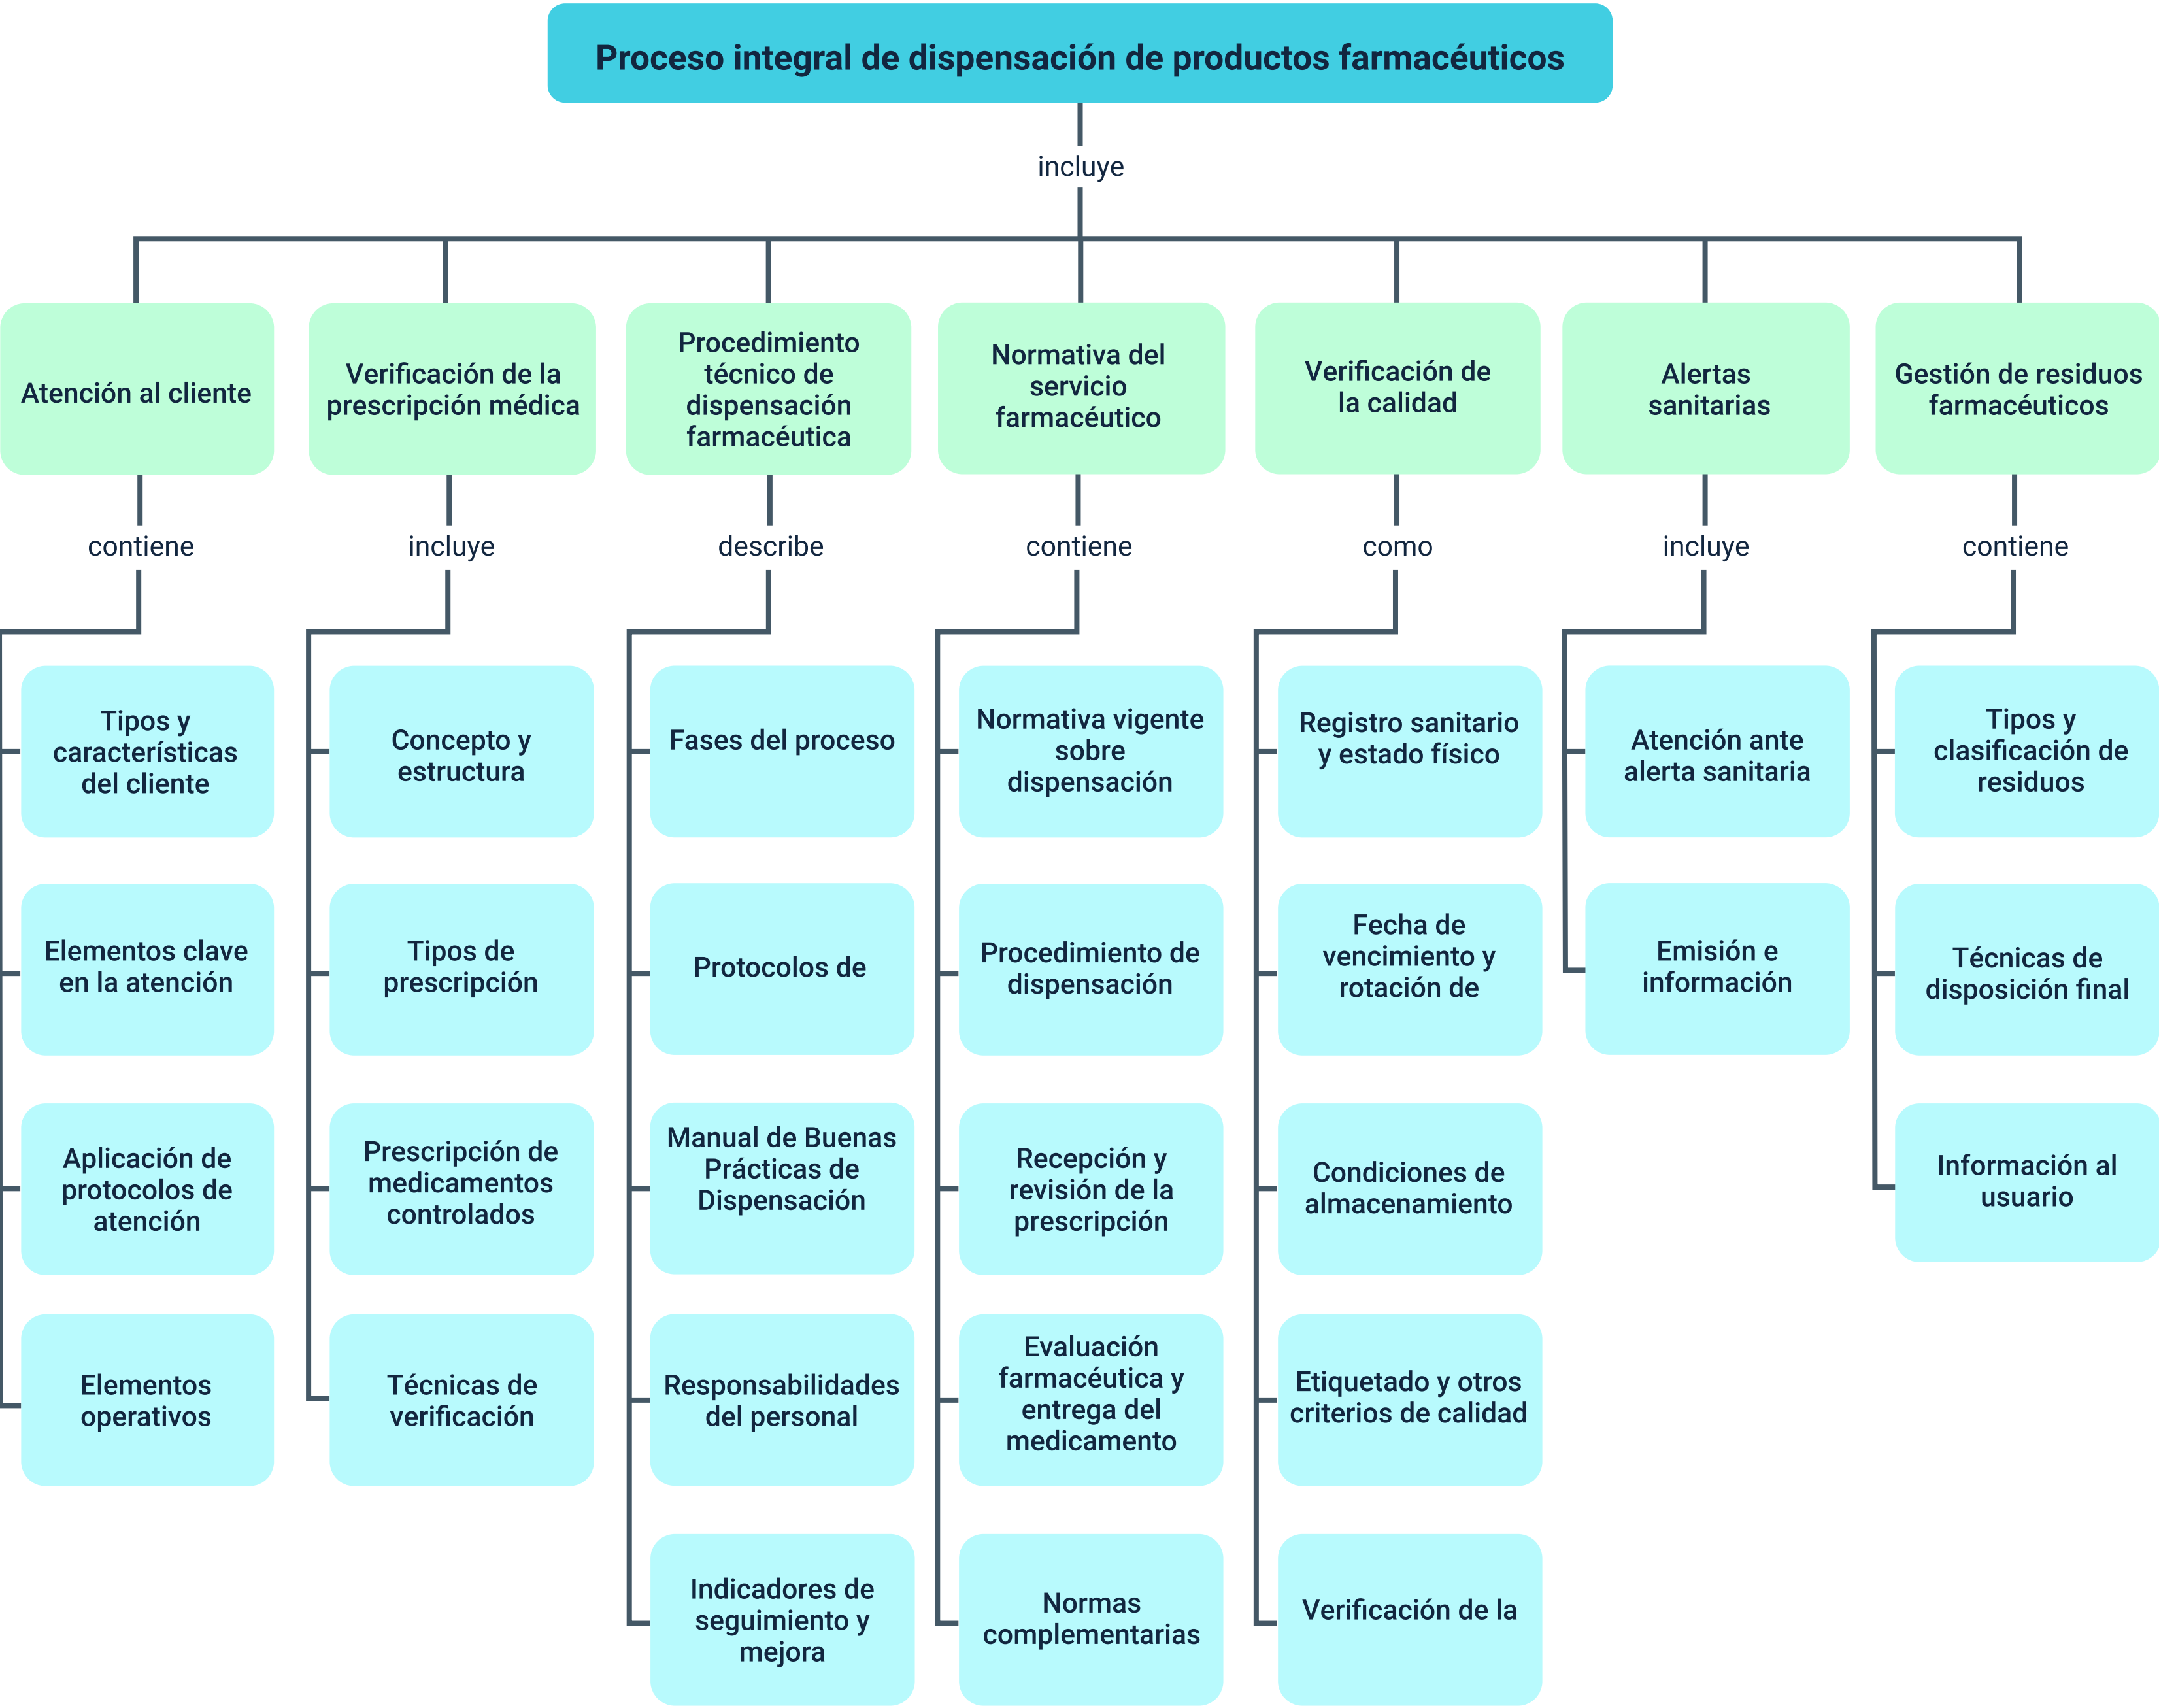 Proceso integral de dispensación de productos farmacéuticos
incluye
Atención al cliente
Verificación de la
prescripción médica
Procedimiento
técnico de
dispensación
farmacéutica
Normativa del
servicio
farmacéutico
Verificación de
la calidad
Alertas
sanitarias
Gestión de residuos
farmacéuticos
contiene
incluye
describe
contiene
como
incluye
contiene
Tipos y
características
del cliente
Concepto y
estructura
Fases del proceso
Normativa vigente
sobre
dispensación
Registro sanitario
y estado físico
Atención ante
alerta sanitaria
Tipos y
clasificación de
residuos
Elementos clave
en la atención
Tipos de
prescripción
Protocolos de
Procedimiento de
dispensación
Fecha de
vencimiento y
rotación de
Emisión e
información
Técnicas de
disposición final
Aplicación de
protocolos de
atención
Prescripción de
medicamentos
controlados
Manual de Buenas
Prácticas de
Dispensación
Recepción y
revisión de la
prescripción
Condiciones de
almacenamiento
Información al
usuario
Elementos
operativos
Técnicas de
verificación
Responsabilidades
del personal
Evaluación
farmacéutica y
entrega del
medicamento
Etiquetado y otros
criterios de calidad
Indicadores de
seguimiento y
mejora
Normas
complementarias
Verificación de la